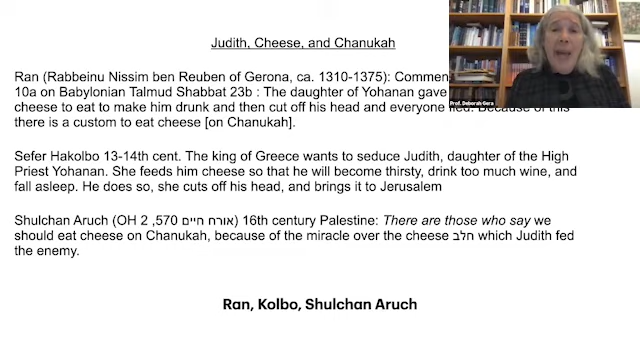 Judith, Cheese, and Chanukah
Ran (Rabbeinu Nissim ben Reuben of Gerona, ca. 1310-1375): Commen
10a on Babylonian Talmud Shabbat 23b : The daughter of Yohanan gave
cheese to eat to make him drunk and then cut off his head and everyone fled. Because of this
there is a custom to eat cheese [on Chanukah].
Sefer Hakolbo 13-14th cent. The king of Greece wants to seduce Judith, daughter of the High
Priest Yohanan. She feeds him cheese so that he will become thirsty, drink too much wine, and
fall asleep. He does so, she cuts off his head, and brings it to Jerusalem
Shulchan Aruch (OH 2 ,570 אורח חיים) 16th century Palestine: There are those who say we
should eat cheese on Chanukah, because of the miracle over the cheese חלב which Judith fed
the enemy.
Ran, Kolbo, Shulchan Aruch
Prof. Deborah Gera